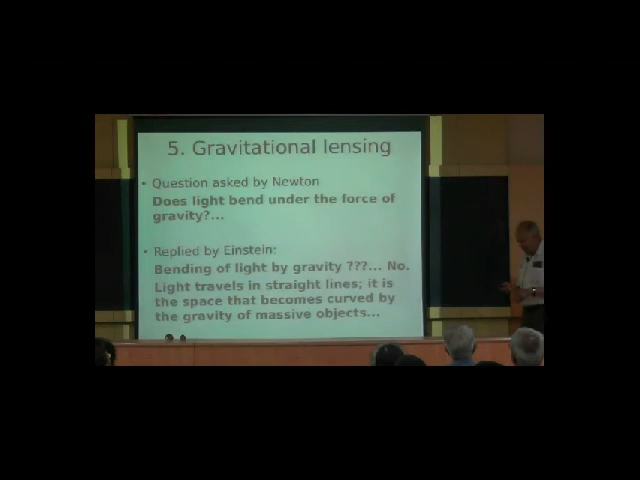 5. Gravitational lensing
• Question asked by Newton
Does light bend under the force of
gravity?...
• Replied by Einstein:
Bending of light by gravity ???... No.
Light travels in straight lines; it is
the space that becomes curved by
the gravity of massive objects...